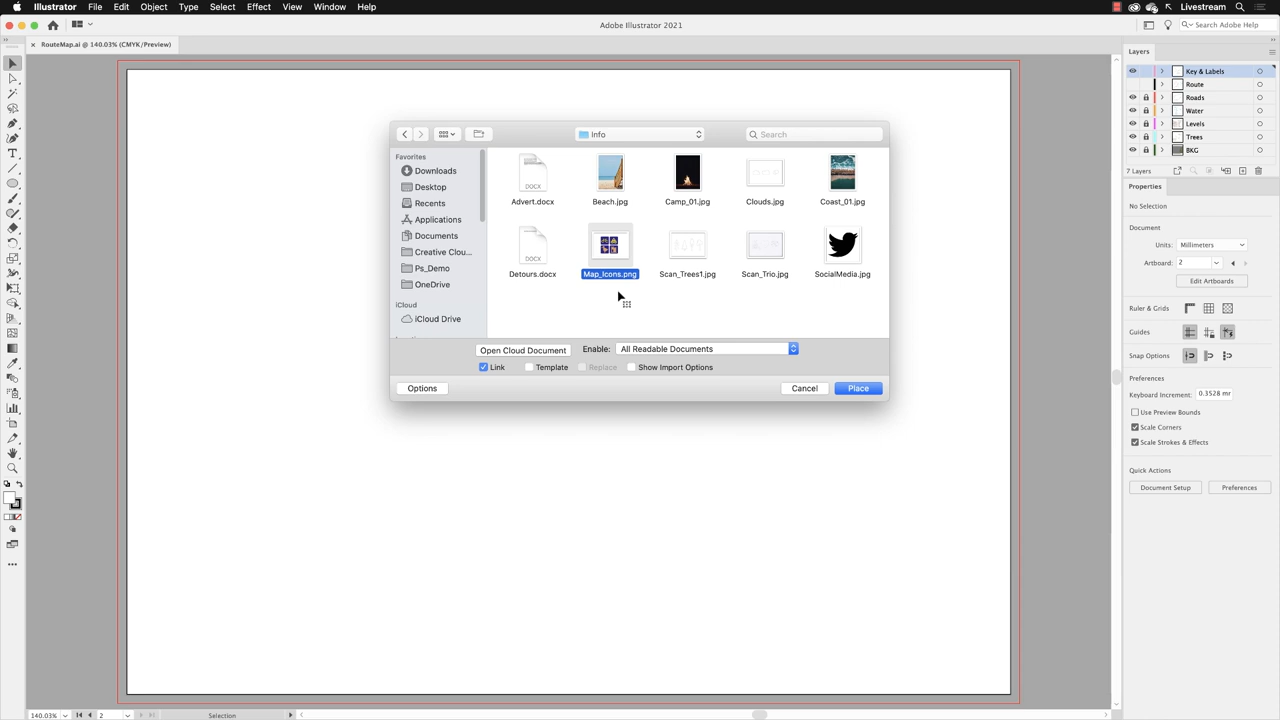 Illustrator File Edit Object Type Select Effect View Window Help Livestream
Adobe Illustrator 2021 Search Adobe Help
RouteMap.ai @ 140.03% (CMYK/Preview)
Layers
Key & Labels
Route
Roads
Water
Levels
Trees
BKG
7 Layers
Properties
No Selection
Document
Units: Millimeters
Artboard: 2
Edit Artboards
Ruler & Grids
Guides
Snap Options
Preferences
Keyboard Increment: 0.3528 mr
Use Preview Bounds
Scale Corners
Scale Strokes & Effects
Quick Actions
Document Setup Preferences
Info Search
Favorites
Downloads
Desktop
Recents
Applications
Documents
Creative Clou...
Ps_Demo
OneDrive
iCloud
iCloud Drive
DOCX
Advert.docx Beach.jpg Camp_01.jpg Clouds.jpg Coast_01.jpg
DOCX
Detours.docx Map_Icons.png Scan_Trees1.jpg Scan_Trio.jpg SocialMedia.jpg
Open Cloud Document Enable: All Readable Documents
Link Template Replace Show Import Options
Options Cancel Place
140.03% 2 Selection